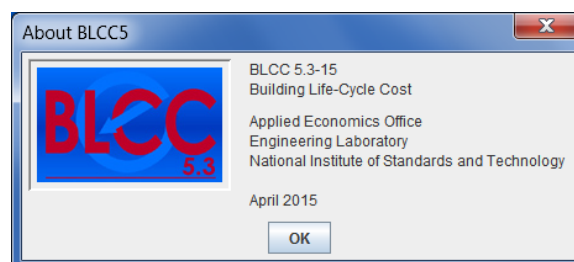 About BLCC5
X
BLCC
5.3
BLCC 5.3-15
Building Life-Cycle Cost
Applied Economics Office
Engineering Laboratory
National Institute of Standards and Technology
April 2015
OK